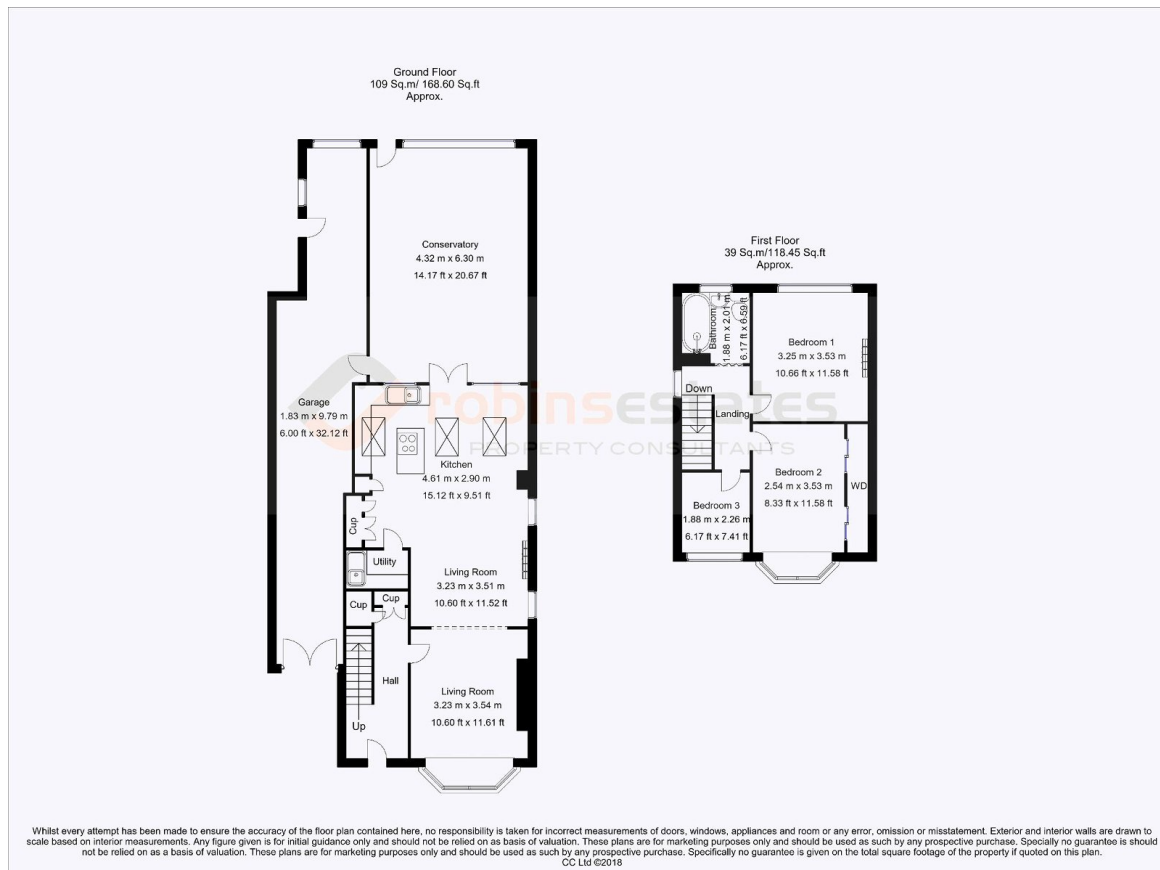 Ground Floor
109 Sq.m/ 168.60 Sq.ft
Approx.
Conservatory
4.32 m x 6.30 m
14.17 ft x 20.67 ft
Garage
1.83 m x 9.79 m
6.00 ft x 32.12 ft
robinsestates
PROPERTY CONSULTANTS
Kitchen
4.61 m x 2.90 m
15.12 ft x 9.51 ft
Cup
Utility
Living Room
3.23 m x 3.51 m
10.60 ft x 11.52 ft
Cup
Cup
Hall
Up
Living Room
3.23 m x 3.54 m
10.60 ft x 11.61 ft
First Floor
39 Sq.m/118.45 Sq.ft
Approx.
Bathroom
1.88 m x 2.01 m
6.17 ft x 6.59 ft
Bedroom 1
3.25 m x 3.53 m
10.66 ft x 11.58 ft
Down
Landing
Bedroom 2
2.54 m x 3.53 m
8.33 ft x 11.58 ft
WD
Bedroom 3
1.88 m x 2.26 m
6.17 ft x 7.41 ft
Whilst every attempt has been made to ensure the accuracy of the floor plan contained here, no responsibility is taken for incorrect measurements of doors, windows, appliances and room or any error, omission or misstatement. Exterior and interior walls are drawn to
scale based on interior measurements. Any figure given is for initial guidance only and should not be relied on as basis of valuation. These plans are for marketing purposes only and should be used as such by any prospective purchase. Specially no guarantee is should
not be relied on as a basis of valuation. These plans are for marketing purposes only and should be used as such by any prospective purchase. Specifically no guarantee is given on the total square footage of the property if quoted on this plan.
CC Ltd ©2018